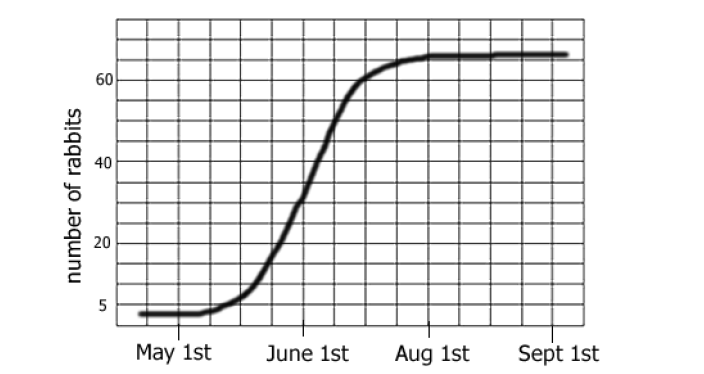 number of rabbits
60
40
20
5
May 1st
June 1st
Aug 1st
Sept 1st